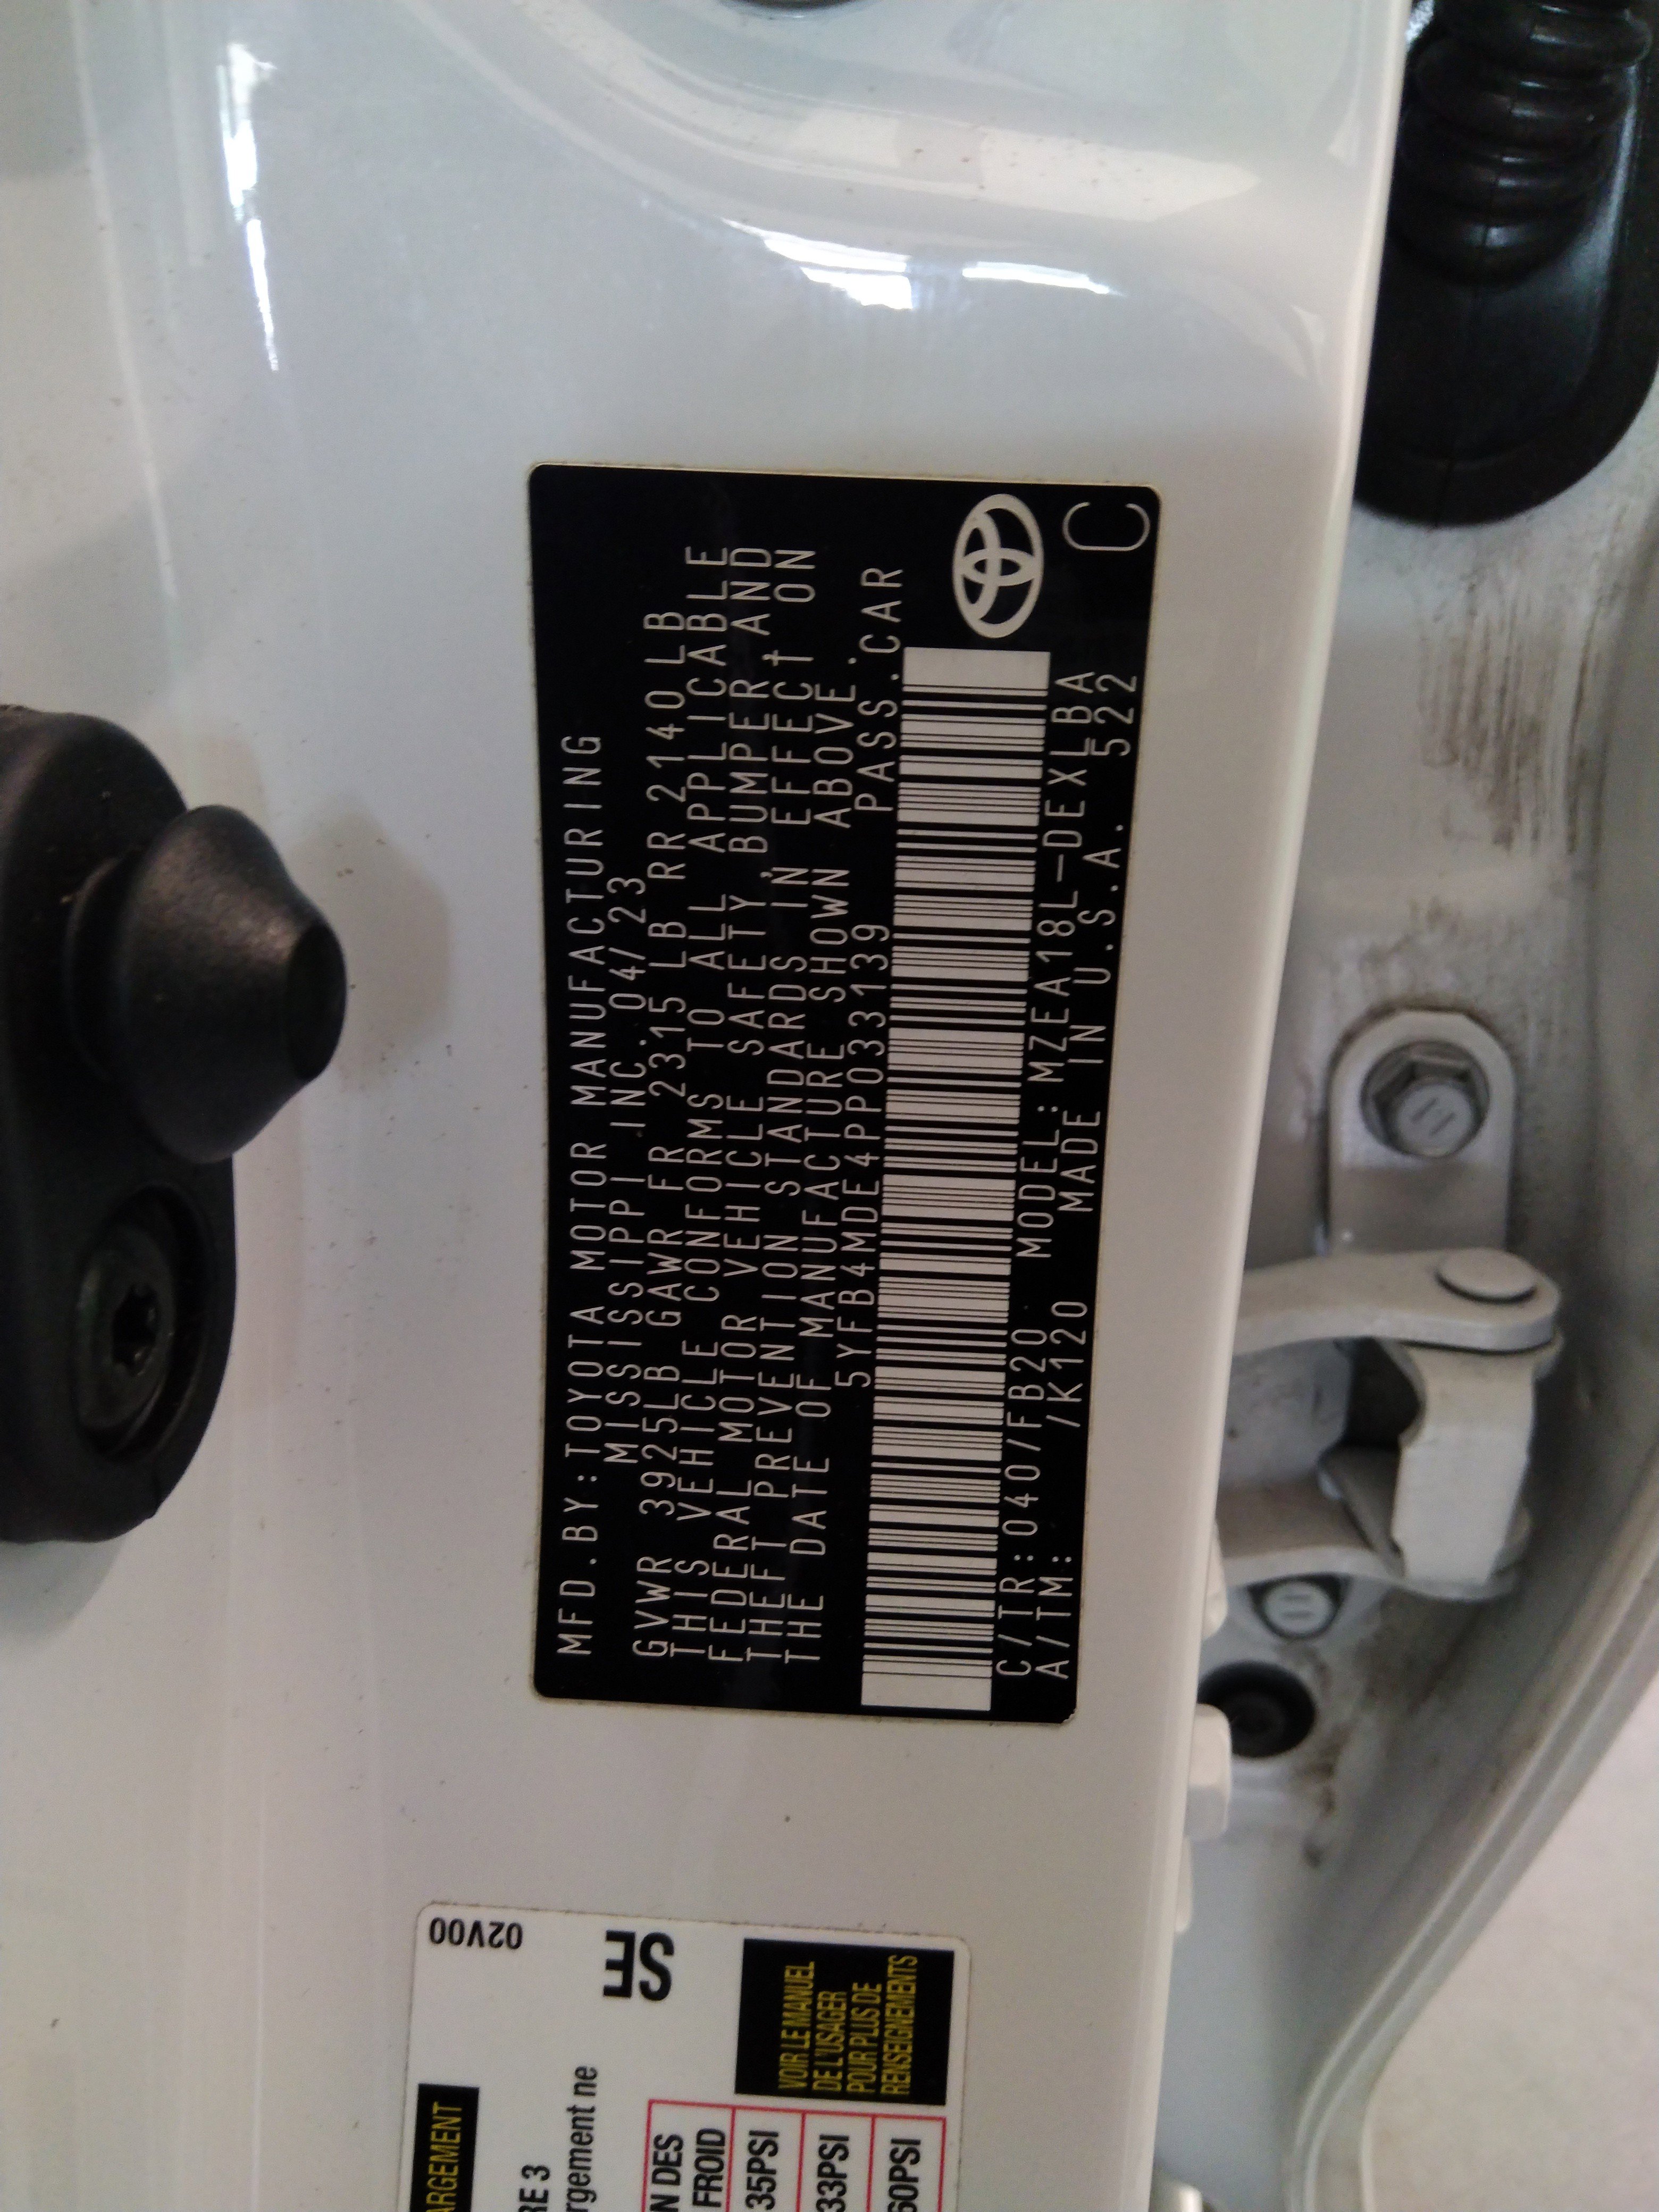 MFD.BY:TOYOTA MOTOR MANUFACTURING
MISSISSIPPI INC.04/23
GVWR 3925LB GAWR FR 2315 LB RR 2140LB
THIS VEHICLE CONFORMS TO ALL APPLICABLE
FEDERAL MOTOR VEHICLE SAFETY,BUMPER,AND
THEFT PREVENTION STANDARDS IN EFFECT ON
THE DATE OF MANUFACTURE SHOWN ABOVE.
5YFB4MDE4PP033139 PASS.CAR
C/TR:040/FB20 MODEL:MZEA18L-DEXLBA
A/TM: /K120 MADE IN U.S.A. 522
C
02V00
SE
ARGEMENT
RE 3
rgement ne
N DES
FROID
35PSI
33PSI
60PSI
VOIR LE MANUEL
DE L'USAGER
POUR PLUS DE
RENSEIGNEMENTS